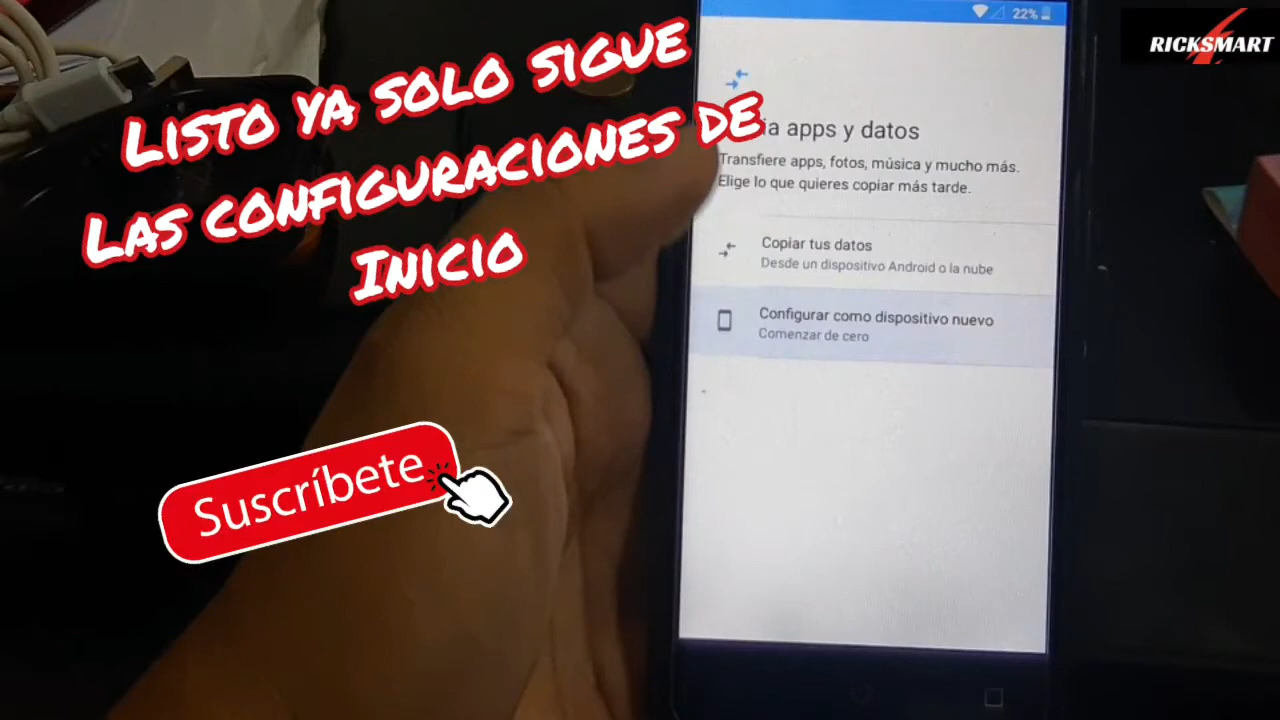 Listo ya solo sigue
Las configuraciones de
Inicio
Suscríbete
RICKSMART
22%
apps y datos
Transfiere apps, fotos, música y mucho más.
Elige lo que quieres copiar más tarde.
Copiar tus datos
Desde un dispositivo Android o la nube
Configurar como dispositivo nuevo
Comenzar de cero